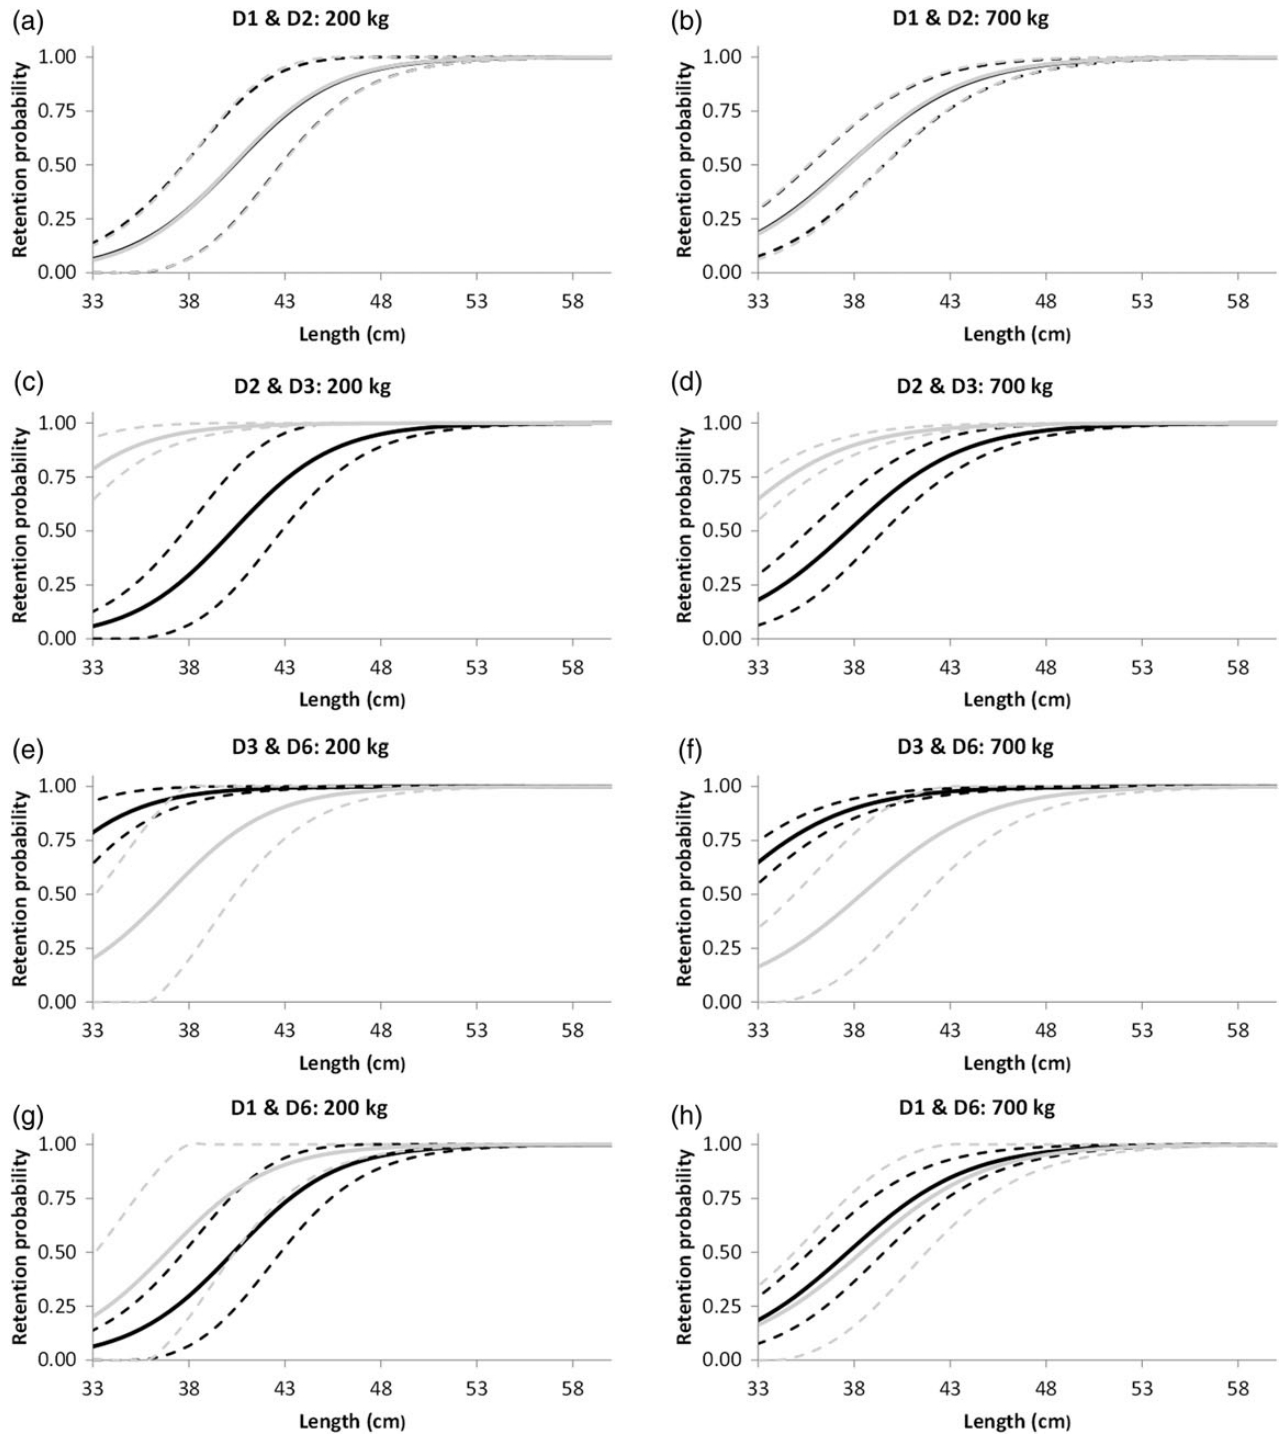 (a) D1 & D2: 200 kg
Retention probability
1.00
0.75
0.50
0.25
0.00
33 38 43 48 53 58
Length (cm)
(b) D1 & D2: 700 kg
Retention probability
1.00
0.75
0.50
0.25
0.00
33 38 43 48 53 58
Length (cm)
(c) D2 & D3: 200 kg
Retention probability
1.00
0.75
0.50
0.25
0.00
33 38 43 48 53 58
Length (cm)
(d) D2 & D3: 700 kg
Retention probability
1.00
0.75
0.50
0.25
0.00
33 38 43 48 53 58
Length (cm)
(e) D3 & D6: 200 kg
Retention probability
1.00
0.75
0.50
0.25
0.00
33 38 43 48 53 58
Length (cm)
(f) D3 & D6: 700 kg
Retention probability
1.00
0.75
0.50
0.25
0.00
33 38 43 48 53 58
Length (cm)
(g) D1 & D6: 200 kg
Retention probability
1.00
0.75
0.50
0.25
0.00
33 38 43 48 53 58
Length (cm)
(h) D1 & D6: 700 kg
Retention probability
1.00
0.75
0.50
0.25
0.00
33 38 43 48 53 58
Length (cm)